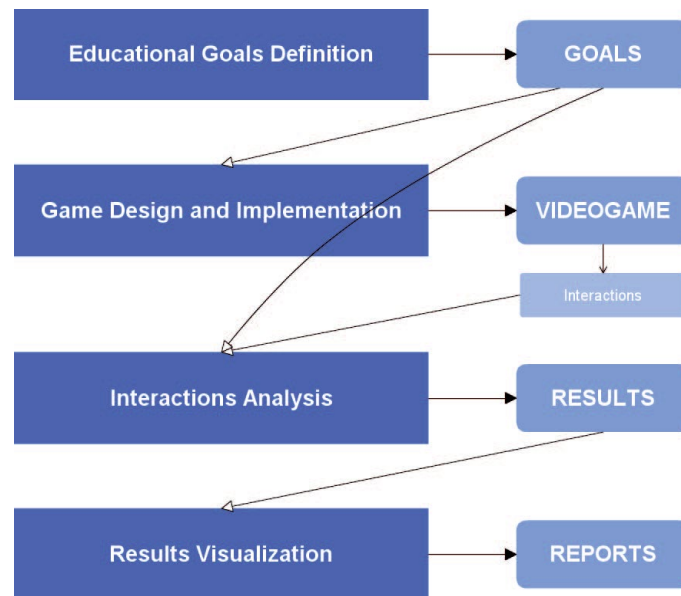 Educational Goals Definition
GOALS
Game Design and Implementation
VIDEOGAME
Interactions
Interactions Analysis
RESULTS
Results Visualization
REPORTS